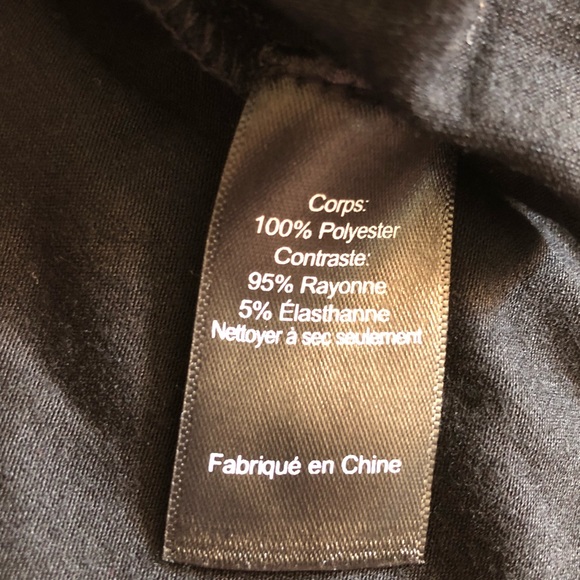 Corps:
100% Polyester
Contraste:
95% Rayonne
5% Élasthanne
Nettoyer à sec seulement
Fabriqué en Chine